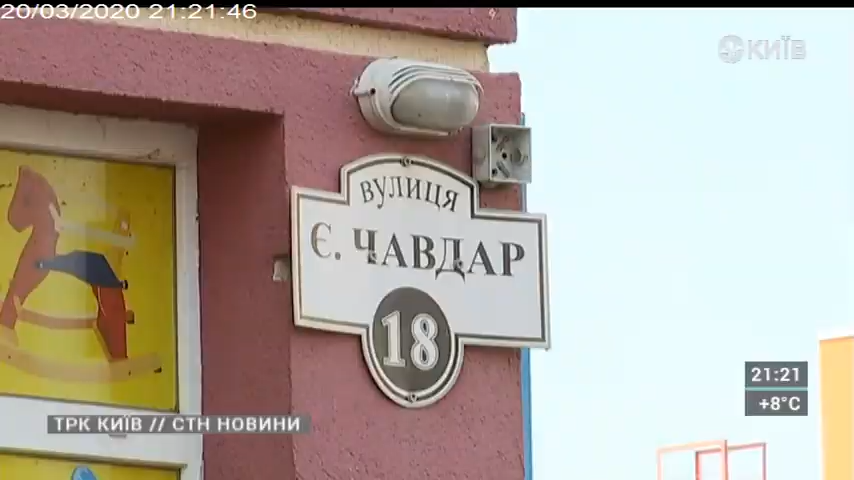 20/03/2020 21:21:46
КИЇВ
ВУЛИЦЯ
Є. ЧАВДАР
18
21:21
+8°C
ТРК КИЇВ // СТН НОВИНИ